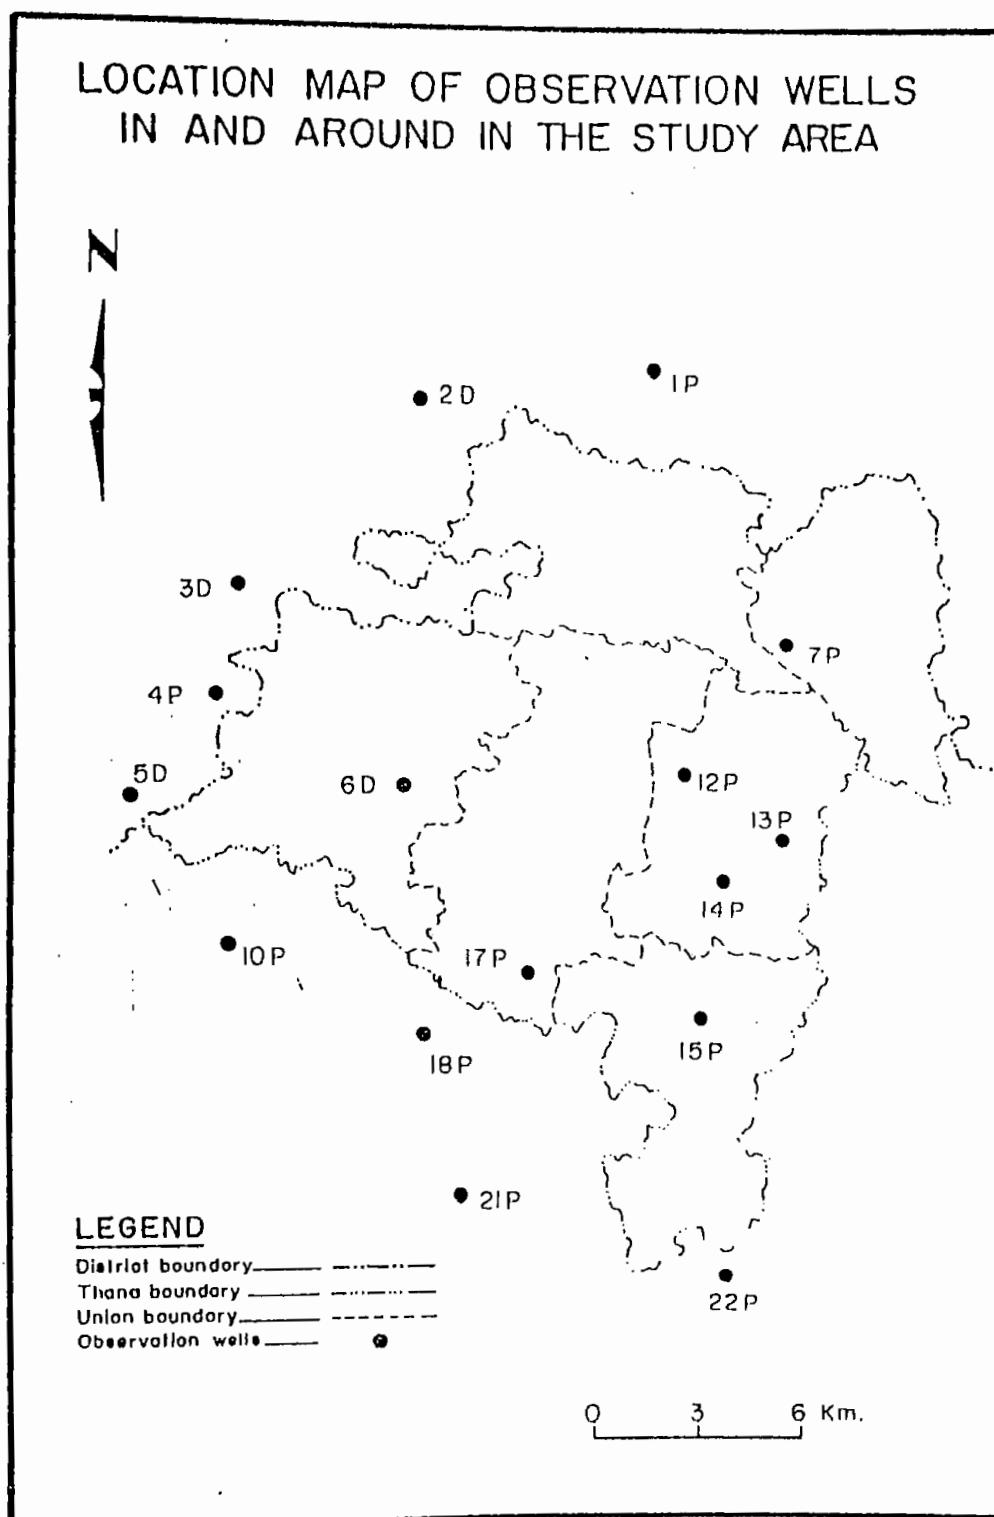 LOCATION MAP OF OBSERVATION WELLS
IN AND AROUND IN THE STUDY AREA
N
1P
2D
3D
7P
4P
5D
6D
12P
13P
14P
10P
17P
15P
18P
21P
LEGEND
District boundary
Thana boundary
Union boundary
Observation wells
22P
0 3 6 Km.